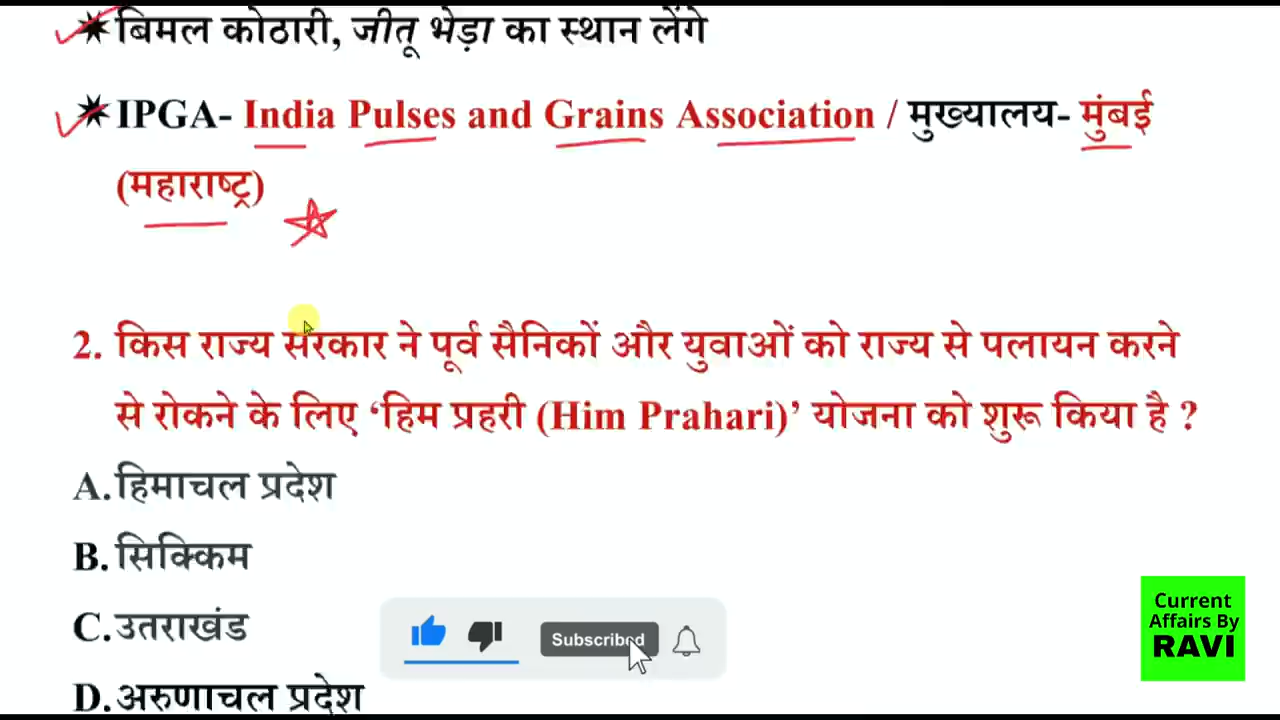 ✷बिमल कोठारी, जीतू भेड़ा का स्थान लेंगे
✷IPGA- India Pulses and Grains Association / मुख्यालय- मुंबई
(महाराष्ट्र)
2. किस राज्य सरकार ने पूर्व सैनिकों और युवाओं को राज्य से पलायन करने
से रोकने के लिए ‘हिम प्रहरी (Him Prahari)’ योजना को शुरू किया है ?
A.हिमाचल प्रदेश
B.सिक्किम
C.उतराखंड
D.अरुणाचल प्रदेश
Subscribed
Current
Affairs By
RAVI